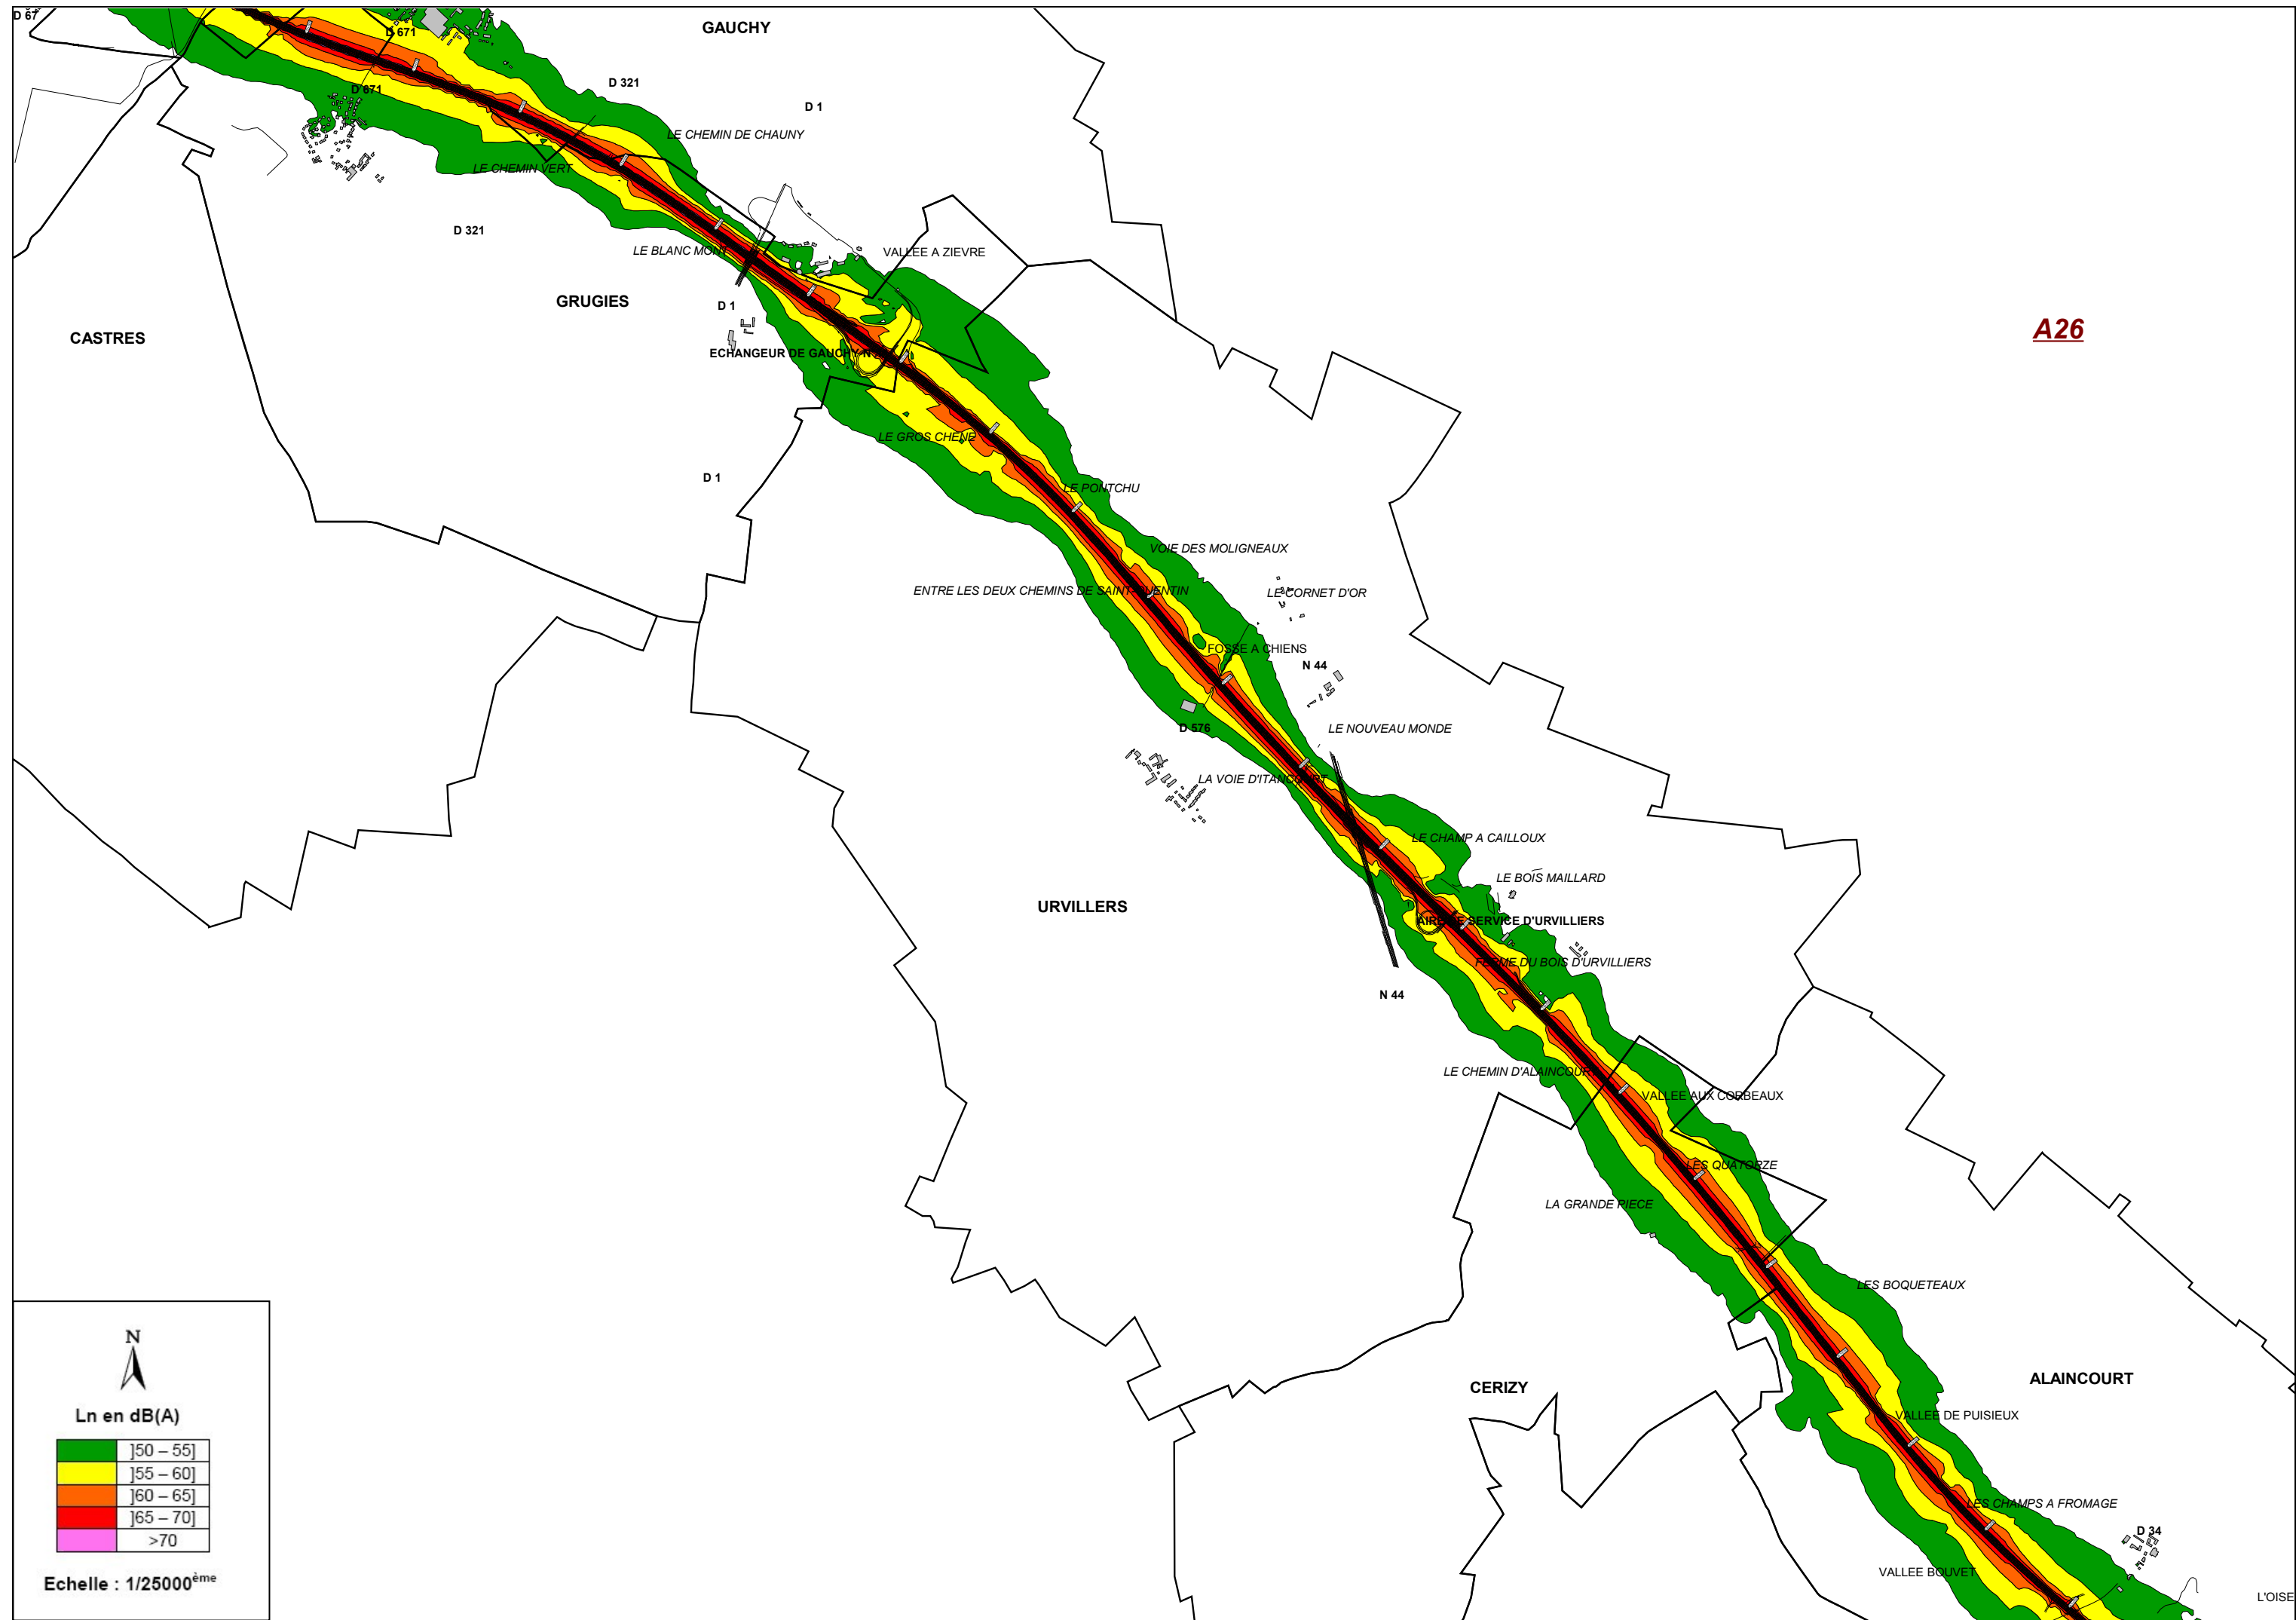 D 67
GAUCHY
D 671
D 321
D 671
D 1
LE CHEMIN DE CHAUNY
LE CHEMIN VERT
D 321
LE BLANC MONT
VALLEE A ZIEVRE
GRUGIES
D 1
A26
CASTRES
ECHANGEUR DE GAUCHY N
LE GROS CHENE
D 1
LE PONTCHU
VOIE DES MOLIGNEAUX
ENTRE LES DEUX CHEMINS DE SAINT QUENTIN
LE CORNET D'OR
FOSSE A CHIENS
N 44
D 576
LE NOUVEAU MONDE
LA VOIE D'ITANCOURT
LE CHAMP A CAILLOUX
LE BOIS MAILLARD
URVILLERS
AIRE DE SERVICE D'URVILLIERS
FERME DU BOIS D'URVILLIERS
N 44
LE CHEMIN D'ALAINCOURT
VALLEE AUX CORBEAUX
LES QUATORZE
LA GRANDE PIECE
LES BOQUETEAUX
ALAINCOURT
CERIZY
VALLEE DE PUISIEUX
LES CHAMPS A FROMAGE
D 34
VALLEE BOUVET
L'OISE
N
Ln en dB(A)
]50 – 55]
]55 – 60]
]60 – 65]
]65 – 70]
>70
Echelle : 1/25000ème